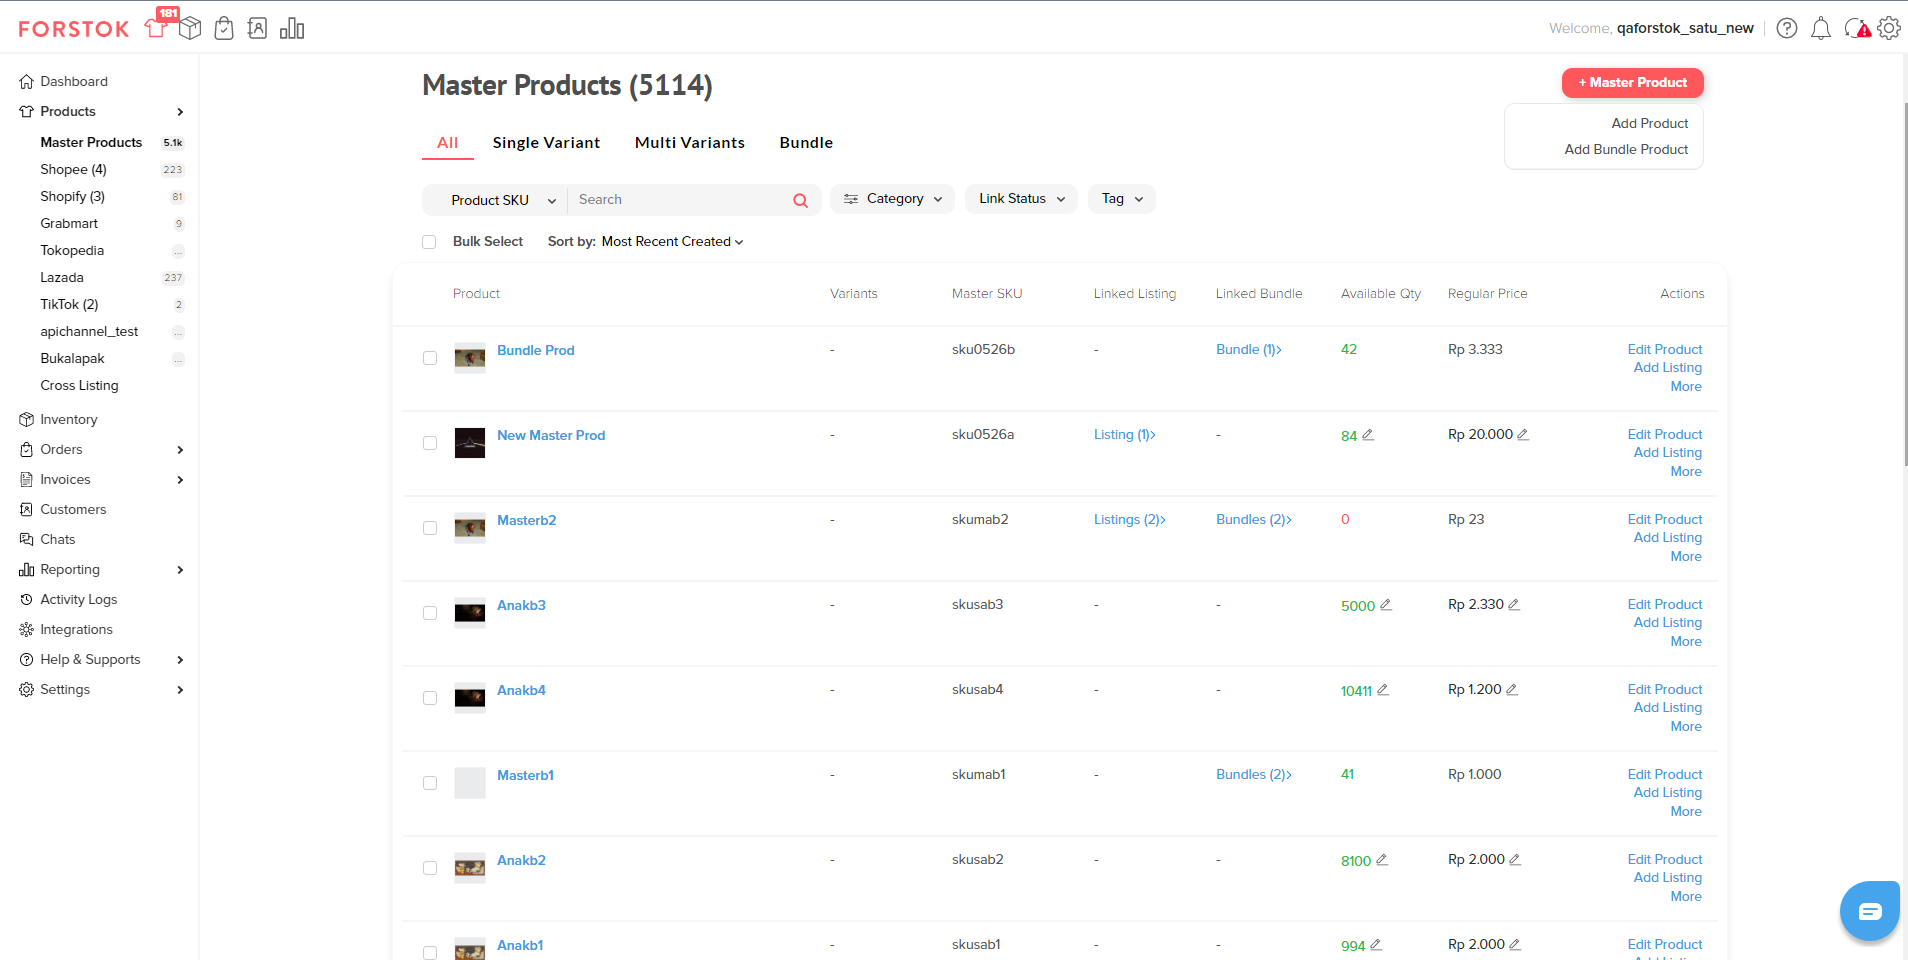 FORSTOK
181
Welcome, qaforstok_satu_new
Dashboard
Products
Master Products 5.1k
Shopee (4) 223
Shopify (3) 81
Grabmart 9
Tokopedia ...
Lazada 237
TikTok (2) 2
apichannel_test ...
Bukalapak ...
Cross Listing
Inventory
Orders
Invoices
Customers
Chats
Reporting
Activity Logs
Integrations
Help & Supports
Settings
Master Products (5114)
+ Master Product
Add Product
Add Bundle Product
All Single Variant Multi Variants Bundle
Product SKU Search Category Link Status Tag
Bulk Select Sort by: Most Recent Created
Product Variants Master SKU Linked Listing Linked Bundle Available Qty Regular Price Actions
Bundle Prod - sku0526b - Bundle (1)> 42 Rp 3.333 Edit Product
Add Listing
More
New Master Prod - sku0526a Listing (1)> - 84 Rp 20.000 Edit Product
Add Listing
More
Masterb2 - skumab2 Listings (2)> Bundles (2)> 0 Rp 23 Edit Product
Add Listing
More
Anakb3 - skusab3 - - 5000 Rp 2.330 Edit Product
Add Listing
More
Anakb4 - skusab4 - - 10411 Rp 1.200 Edit Product
Add Listing
More
Masterb1 - skumab1 - Bundles (2)> 41 Rp 1.000 Edit Product
Add Listing
More
Anakb2 - skusab2 - - 8100 Rp 2.000 Edit Product
Add Listing
More
Anakb1 - skusab1 - - 994 Rp 2.000 Edit Product